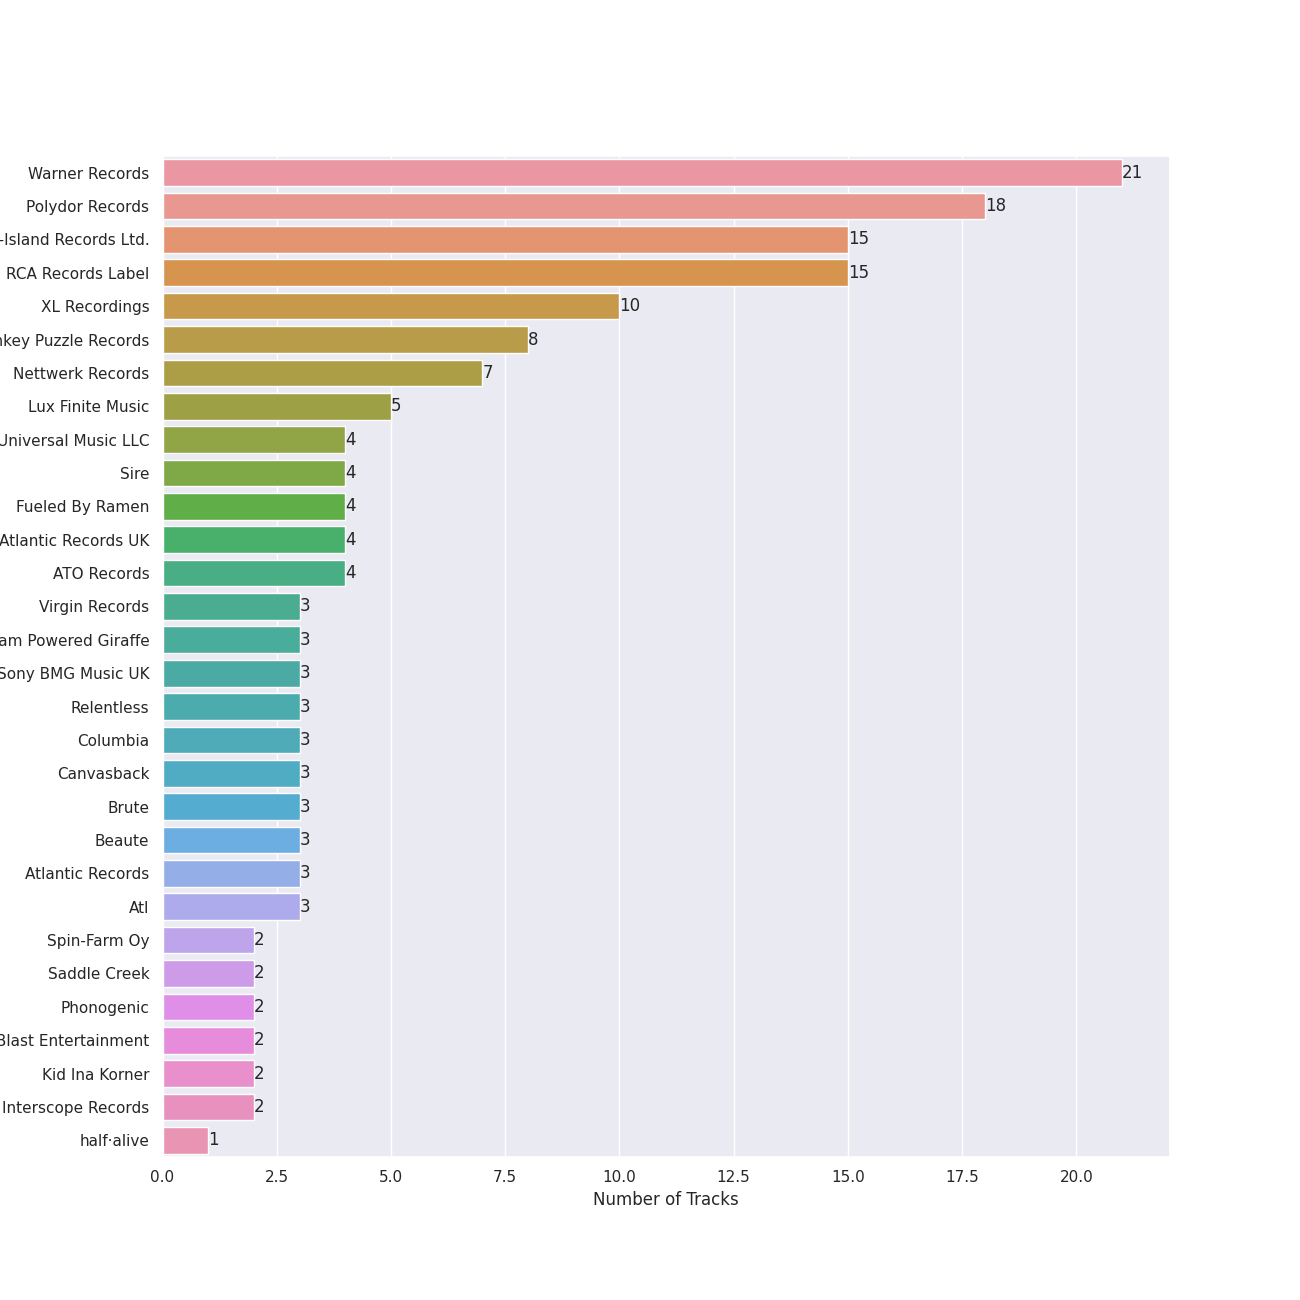 Warner Records 21
Polydor Records 18
-Island Records Ltd. 15
RCA Records Label 15
XL Recordings 10
key Puzzle Records 8
Nettwerk Records 7
Lux Finite Music 5
Universal Music LLC 4
Sire 4
Fueled By Ramen 4
Atlantic Records UK 4
ATO Records 4
Virgin Records 3
am Powered Giraffe 3
Sony BMG Music UK 3
Relentless 3
Columbia 3
Canvasback 3
Brute 3
Beaute 3
Atlantic Records 3
Atl 3
Spin-Farm Oy 2
Saddle Creek 2
Phonogenic 2
Blast Entertainment 2
Kid Ina Korner 2
Interscope Records 2
half·alive 1
0.0 2.5 5.0 7.5 10.0 12.5 15.0 17.5 20.0
Number of Tracks